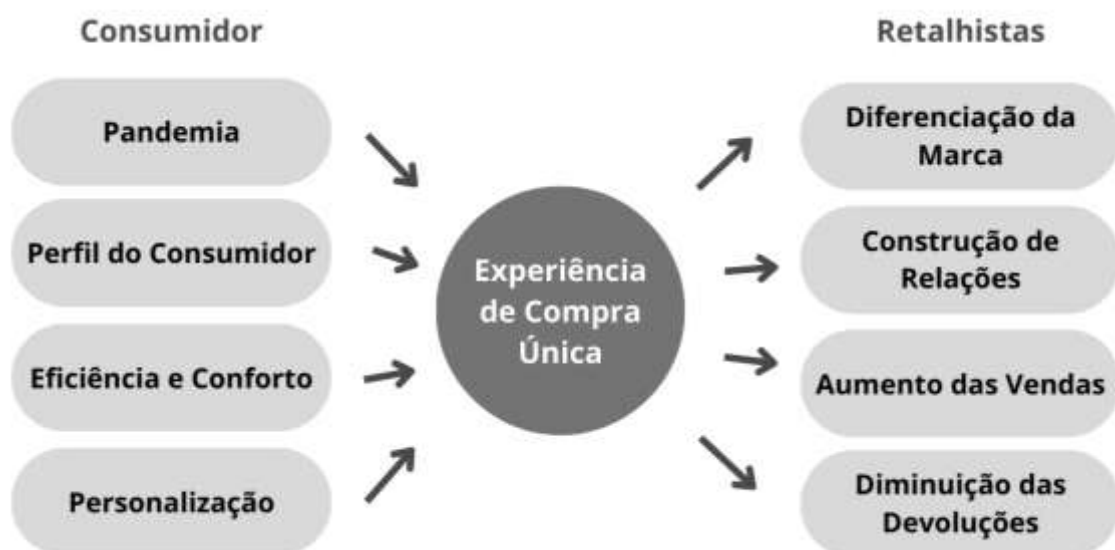 Consumidor
Pandemia
Perfil do Consumidor
Eficiência e Conforto
Personalização
Experiência
de Compra
Única
Retalhistas
Diferenciação da
Marca
Construção de
Relações
Aumento das Vendas
Diminuição das
Devoluções